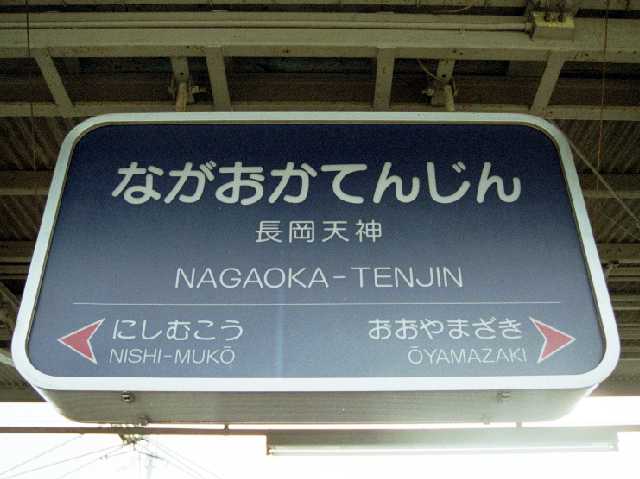 ながおかてんじん
長岡天神
NAGAOKA-TENJIN
にしむこう おおやまざき
NISHI-MUKŌ ŌYAMAZAKI